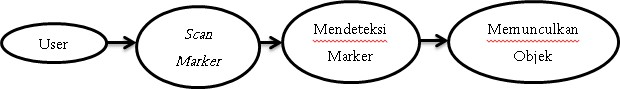 User
Scan
Marker
Mendeteksi
Marker
Memunculkan
Objek